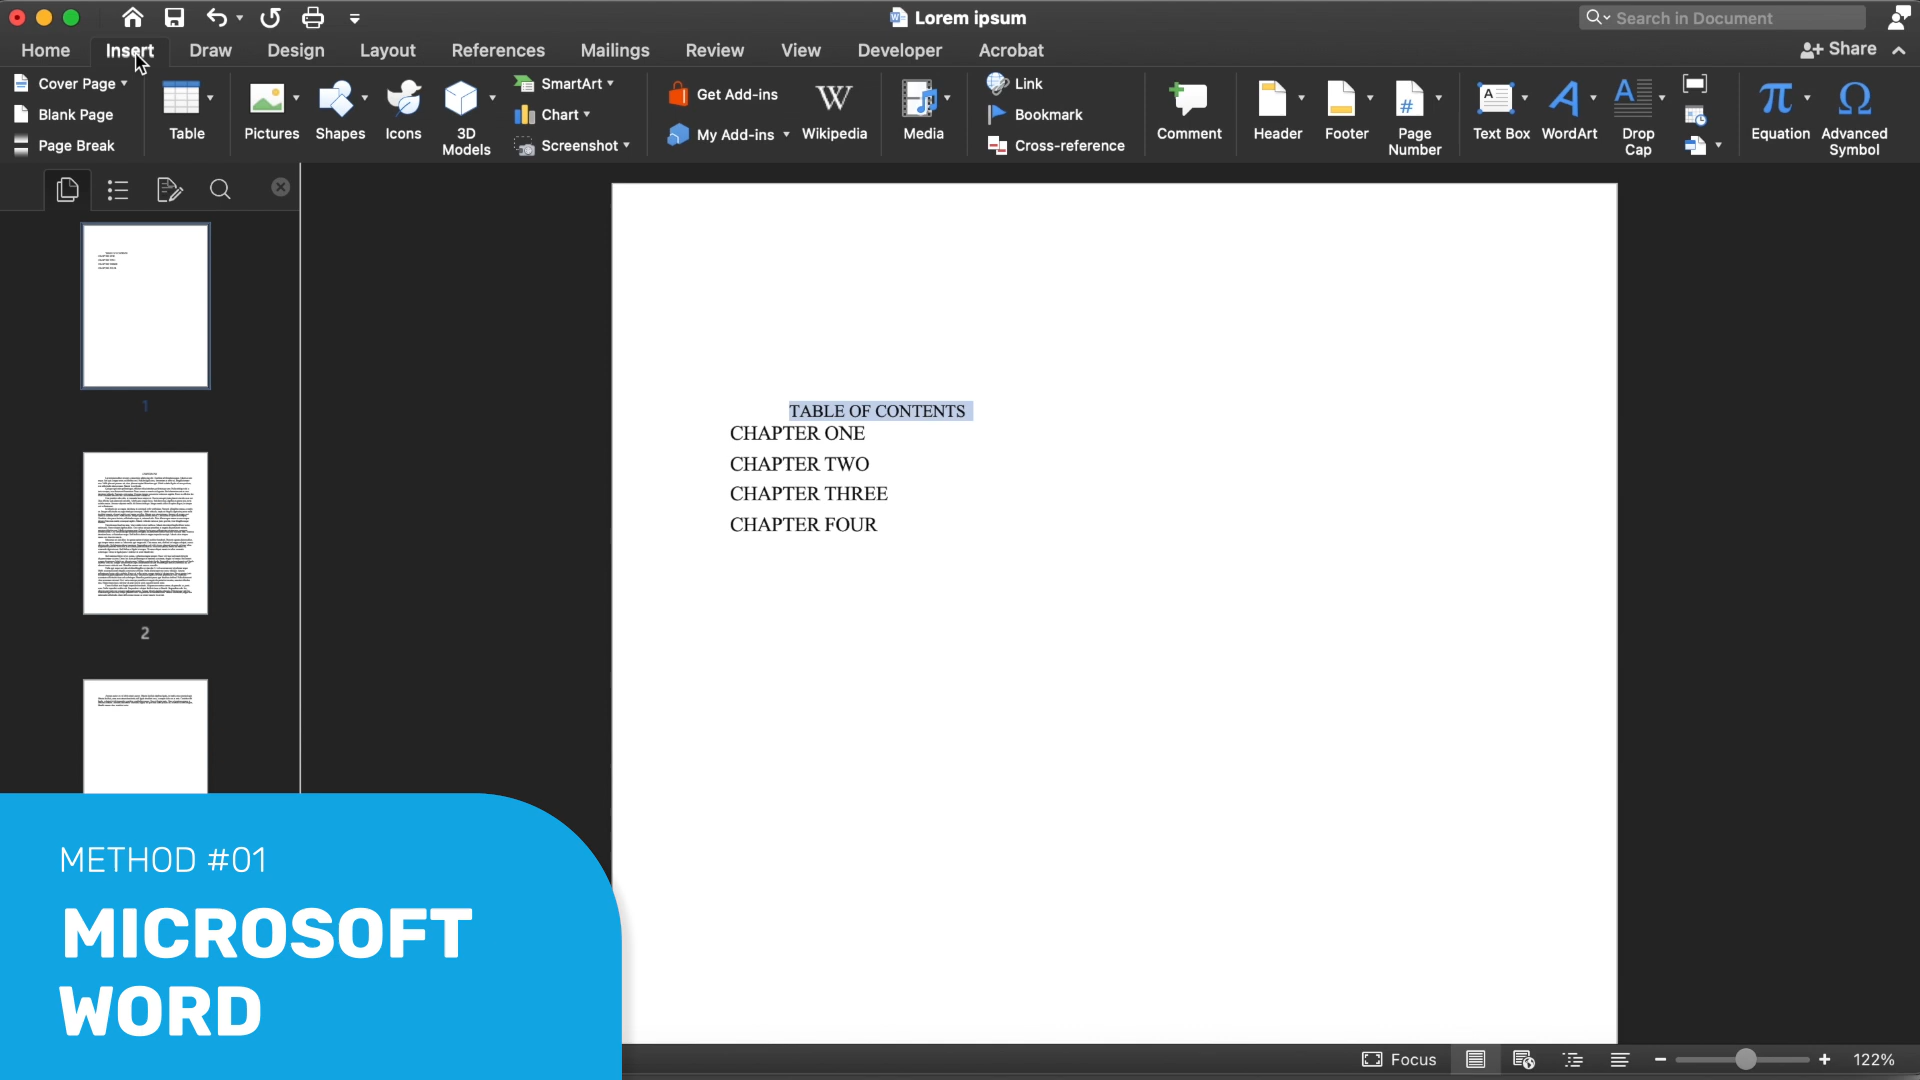 Lorem ipsum
Search in Document
Home Insert Draw Design Layout References Mailings Review View Developer Acrobat
Share
Cover Page
Blank Page
Page Break
Table
Pictures
Shapes
Icons
3D
Models
SmartArt
Chart
Screenshot
Get Add-ins
My Add-ins
Wikipedia
Media
Link
Bookmark
Cross-reference
Comment
Header
Footer
Page
Number
Text Box
WordArt
Drop
Cap
Equation
Advanced
Symbol
1
2
TABLE OF CONTENTS
CHAPTER ONE
CHAPTER TWO
CHAPTER THREE
CHAPTER FOUR
METHOD #01
MICROSOFT
WORD
Focus
122%